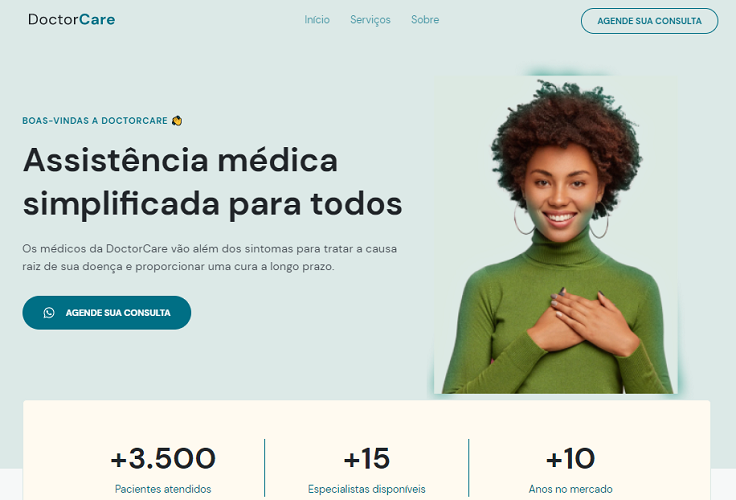 DoctorCare
Início Serviços Sobre
AGENDE SUA CONSULTA
BOAS-VINDAS A DOCTORCARE 👋
Assistência médica
simplificada para todos
Os médicos da DoctorCare vão além dos sintomas para tratar a causa
raiz de sua doença e proporcionar uma cura a longo prazo.
AGENDE SUA CONSULTA
+3.500
Pacientes atendidos
+15
Especialistas disponíveis
+10
Anos no mercado